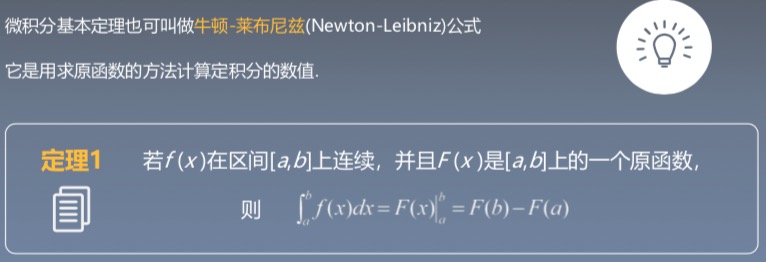 微积分基本定理也可叫做牛顿-莱布尼兹(Newton-Leibniz)公式
它是用求原函数的方法计算定积分的数值.
定理1 若f(x)在区间[a,b]上连续，并且F(x)是[a,b]上的一个原函数，
则 ∫_a^b f(x)dx = F(x)|_a^b = F(b) − F(a)